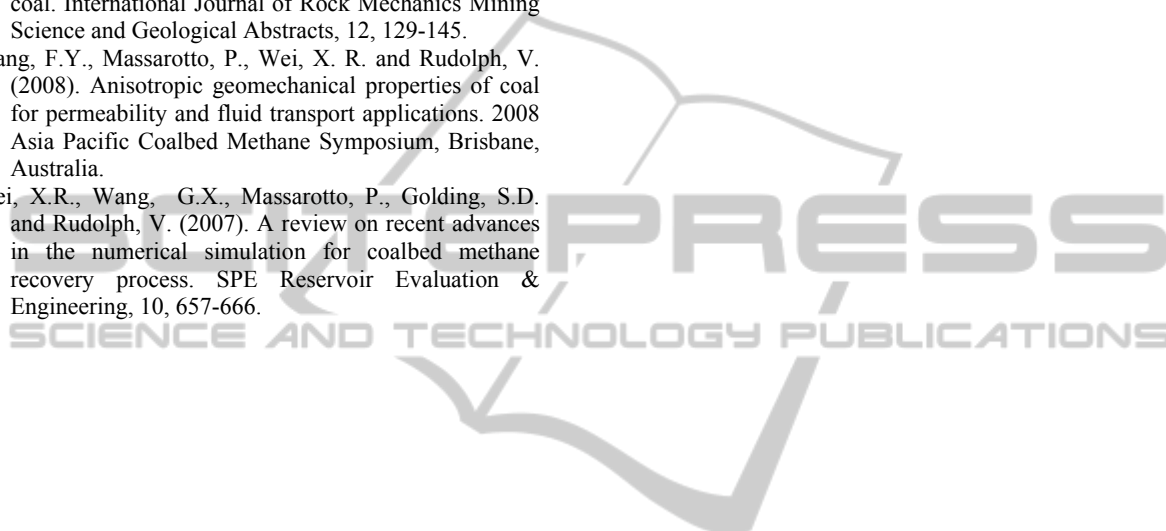 coal. International Journal of Rock Mechanics Mining
Science and Geological Abstracts, 12, 129-145.
ang, F.Y., Massarotto, P., Wei, X. R. and Rudolph, V.
(2008). Anisotropic geomechanical properties of coal
for permeability and fluid transport applications. 2008
Asia Pacific Coalbed Methane Symposium, Brisbane,
Australia.
ei, X.R., Wang, G.X., Massarotto, P., Golding, S.D.
and Rudolph, V. (2007). A review on recent advances
in the numerical simulation for coalbed methane
recovery process. SPE Reservoir Evaluation &
Engineering, 10, 657-666.
SCITEPRESS
SCIENCE AND TECHNOLOGY PUBLICATIONS